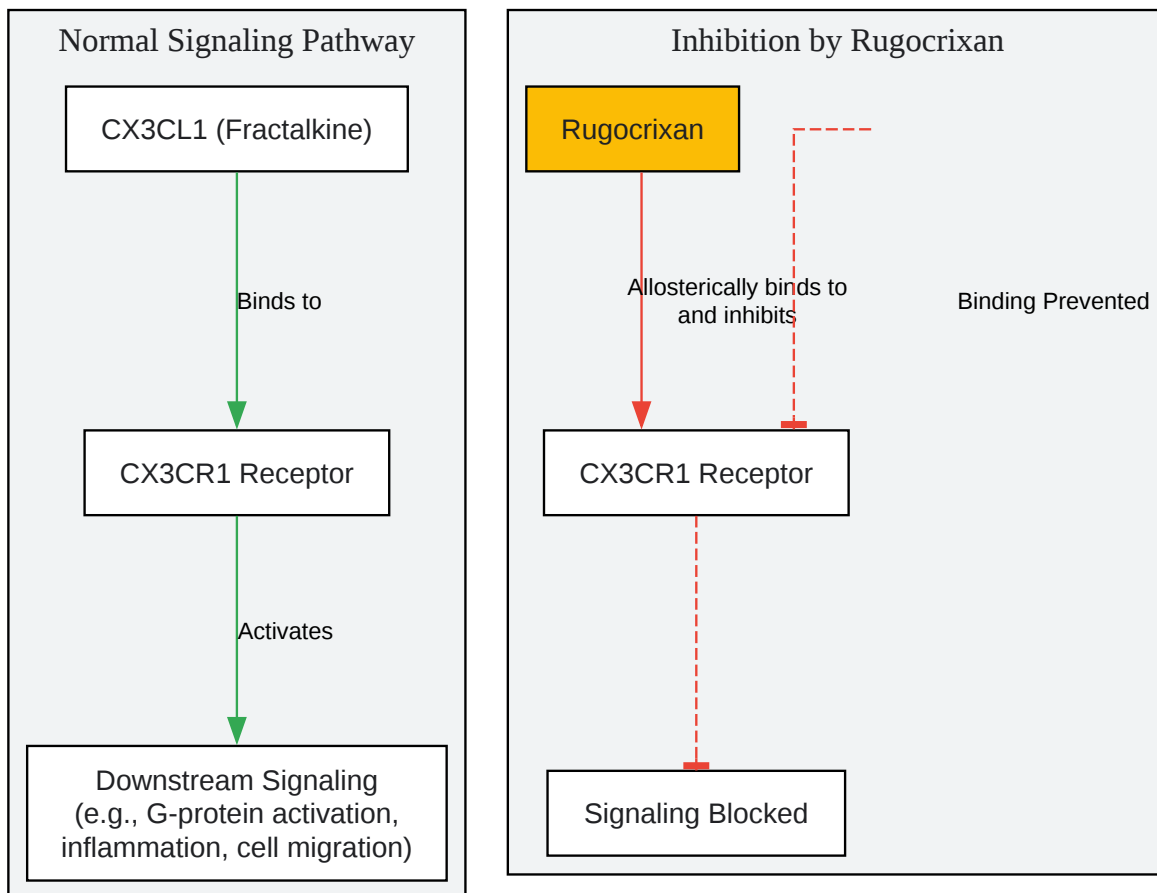 Normal Signaling Pathway
CX3CL1 (Fractalkine)
Binds to
CX3CR1 Receptor
Activates
Downstream Signaling
(e.g., G-protein activation,
inflammation, cell migration)
Inhibition by Rugocrixan
Rugocrixan
Allosterically binds to
and inhibits
Binding Prevented
CX3CR1 Receptor
Signaling Blocked